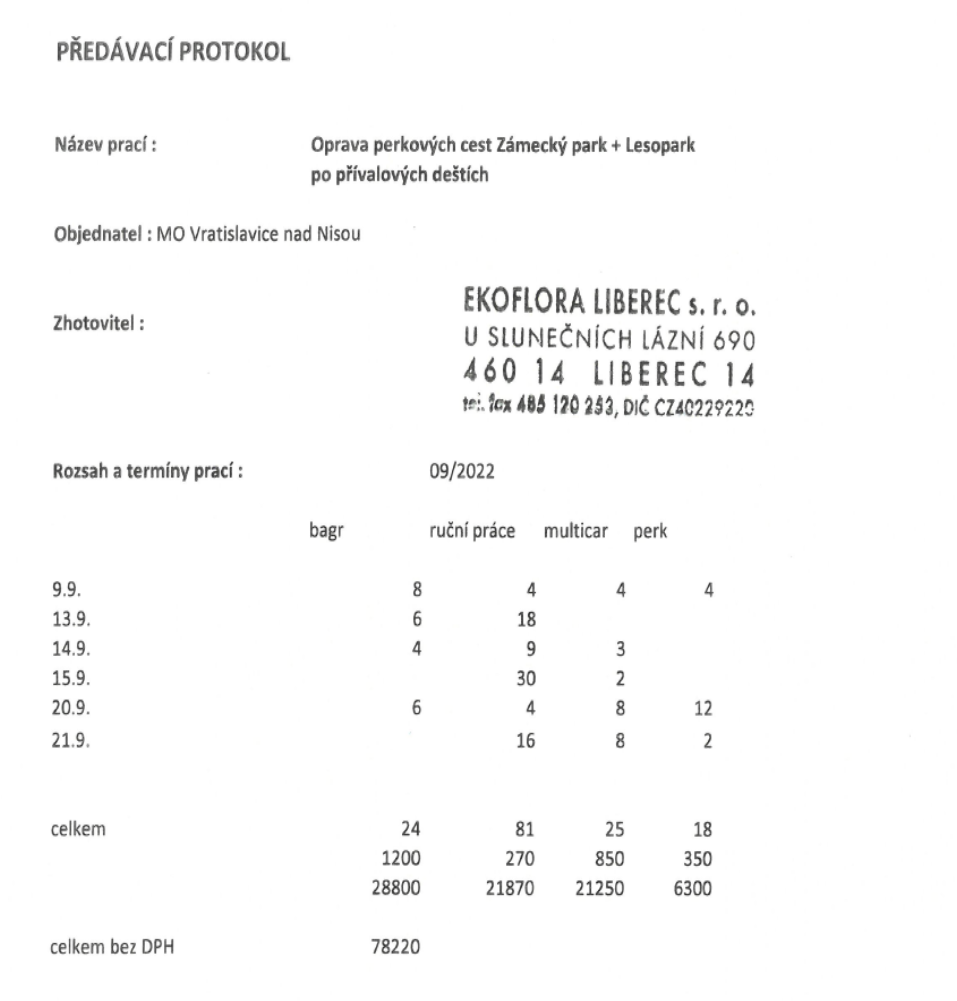 PŘEDÁVACÍ PROTOKOL
Název prací : Oprava perkových cest Zámecký park + Lesopark
po přívalových deštích
Objednatel : MO Vratislavice nad Nisou
Zhotovitel :
EKOFLORA LIBEREC s. r. o.
U SLUNEČNÍCH LÁZNÍ 690
460 14 LIBEREC 14
tel. fax 485 120 253, DIČ CZ40229220
Rozsah a termíny prací : 09/2022
bagr ruční práce multicar perk
9.9. 8 4 4 4
13.9. 6 18
14.9. 4 9 3
15.9. 30 2
20.9. 6 4 8 12
21.9. 16 8 2
celkem 24 81 25 18
1200 270 850 350
28800 21870 21250 6300
celkem bez DPH 78220